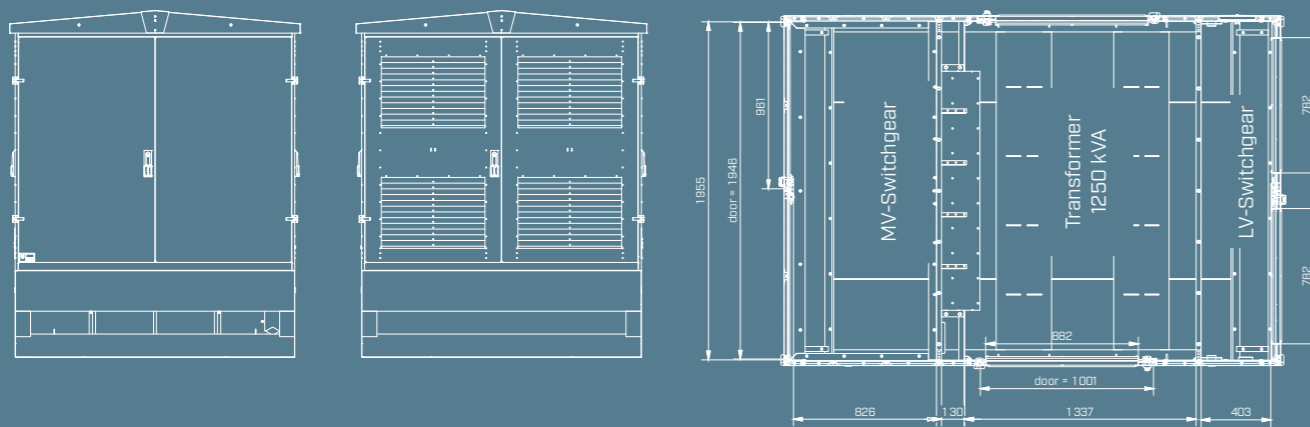 961
1955
door = 1946
MV-Switchgear
Transformer
1250 kVA
LV-Switchgear
782
782
882
door = 1001
826
130
1337
403